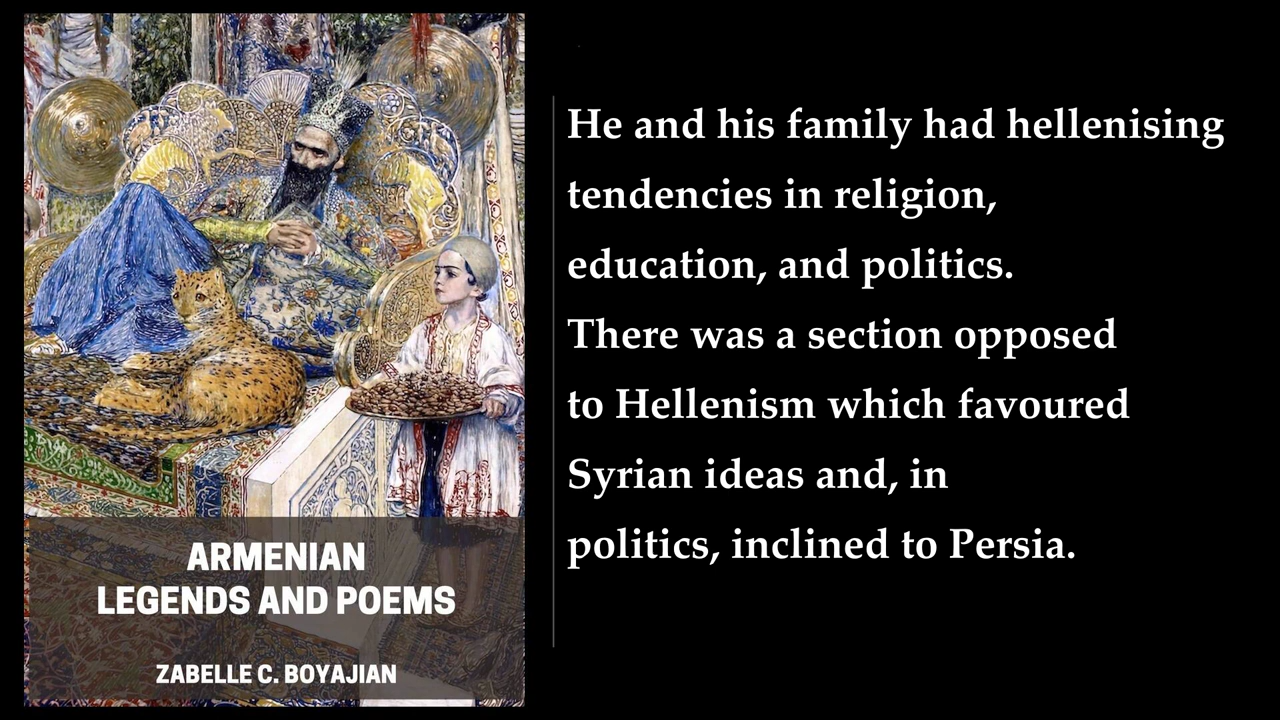 He and his family had hellenising
tendencies in religion,
education, and politics.
There was a section opposed
to Hellenism which favoured
Syrian ideas and, in
politics, inclined to Persia.
ARMENIAN
LEGENDS AND POEMS
ZABELLE C. BOYAJIAN